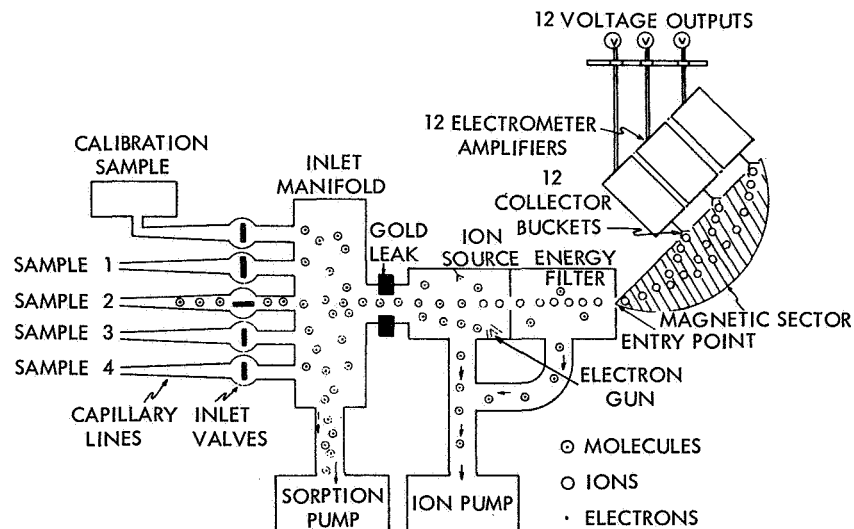 12 VOLTAGE OUTPUTS
V V V
12 ELECTROMETER
AMPLIFIERS
CALIBRATION
SAMPLE
INLET
MANIFOLD
12
COLLECTOR
BUCKETS
GOLD
LEAK
ION
SOURCE
ENERGY
FILTER
SAMPLE 1
SAMPLE 2
SAMPLE 3
SAMPLE 4
MAGNETIC SECTOR
ENTRY POINT
CAPILLARY
LINES
INLET
VALVES
ELECTRON
GUN
SORPTION
PUMP
ION PUMP
MOLECULES
IONS
ELECTRONS